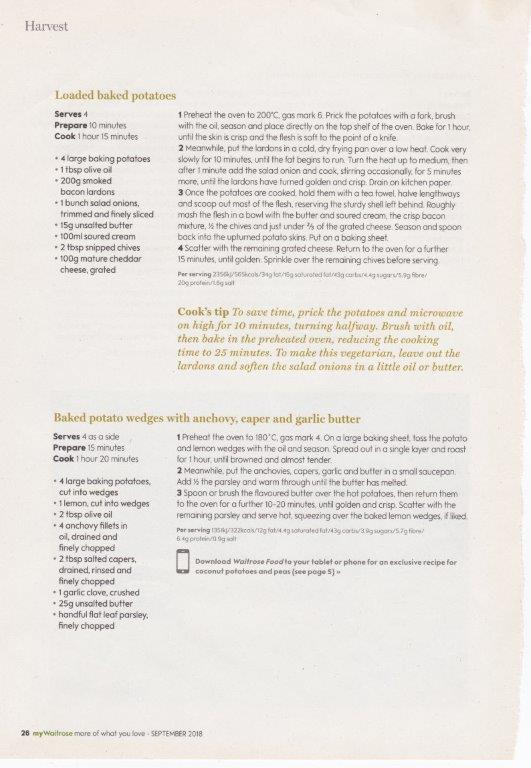 Harvest
Loaded baked potatoes
Serves 4
Prepare 10 minutes
Cook 1 hour 15 minutes
• 4 large baking potatoes
• 1 tbsp olive oil
• 200g smoked
bacon lardons
• 1 bunch salad onions,
trimmed and finely sliced
• 15g unsalted butter
• 100ml soured cream
• 2 tbsp snipped chives
• 100g mature cheddar
cheese, grated
1 Preheat the oven to 200°C, gas mark 6. Prick the potatoes with a fork, brush
with the oil, season and place directly on the top shelf of the oven. Bake for 1 hour,
until the skin is crisp and the flesh is soft to the point of a knife.
2 Meanwhile, put the lardons in a cold, dry frying pan over a low heat. Cook very
slowly for 10 minutes, until the fat begins to run. Turn the heat up to medium, then
after 1 minute add the salad onion and cook, stirring occasionally, for 5 minutes
more, until the lardons have turned golden and crisp. Drain on kitchen paper.
3 Once the potatoes are cooked, hold them with a tea towel, halve lengthways
and scoop out most of the flesh, reserving the sturdy shell left behind. Roughly
mash the flesh in a bowl with the butter and soured cream, the crisp bacon
mixture, ½ the chives and just under ⅔ of the grated cheese. Season and spoon
back into the upturned potato skins. Put on a baking sheet.
4 Scatter with the remaining grated cheese. Return to the oven for a further
15 minutes, until golden. Sprinkle over the remaining chives before serving.
Per serving 2356kj/565kcals/34g fat/16g saturated fat/43g carbs/4.4g sugars/5.9g fibre/
20g protein/1.6g salt
Cook's tip To save time, prick the potatoes and microwave
on high for 10 minutes, turning halfway. Brush with oil,
then bake in the preheated oven, reducing the cooking
time to 25 minutes. To make this vegetarian, leave out the
lardons and soften the salad onions in a little oil or butter.
Baked potato wedges with anchovy, caper and garlic butter
Serves 4 as a side
Prepare 15 minutes
Cook 1 hour 20 minutes
• 4 large baking potatoes,
cut into wedges
• 1 lemon, cut into wedges
• 2 tbsp olive oil
• 4 anchovy fillets in
oil, drained and
finely chopped
• 2 tbsp salted capers,
drained, rinsed and
finely chopped
• 1 garlic clove, crushed
• 25g unsalted butter
• handful flat leaf parsley,
finely chopped
1 Preheat the oven to 180°C, gas mark 4. On a large baking sheet, toss the potato
and lemon wedges with the oil and season. Spread out in a single layer and roast
for 1 hour, until browned and almost tender.
2 Meanwhile, put the anchovies, capers, garlic and butter in a small saucepan.
Add ½ the parsley and warm through until the butter has melted.
3 Spoon or brush the flavoured butter over the hot potatoes, then return them
to the oven for a further 10-20 minutes, until golden and crisp. Scatter with the
remaining parsley and serve hot, squeezing over the baked lemon wedges, if liked.
Per serving 1351kj/322kcals/12g fat/4.4g saturated fat/43g carbs/3.9g sugars/5.7g fibre/
6.4g protein/0.9g salt
Download Waitrose Food to your tablet or phone for an exclusive recipe for
coconut potatoes and peas (see page 5) »
26 myWaitrose more of what you love - SEPTEMBER 2018